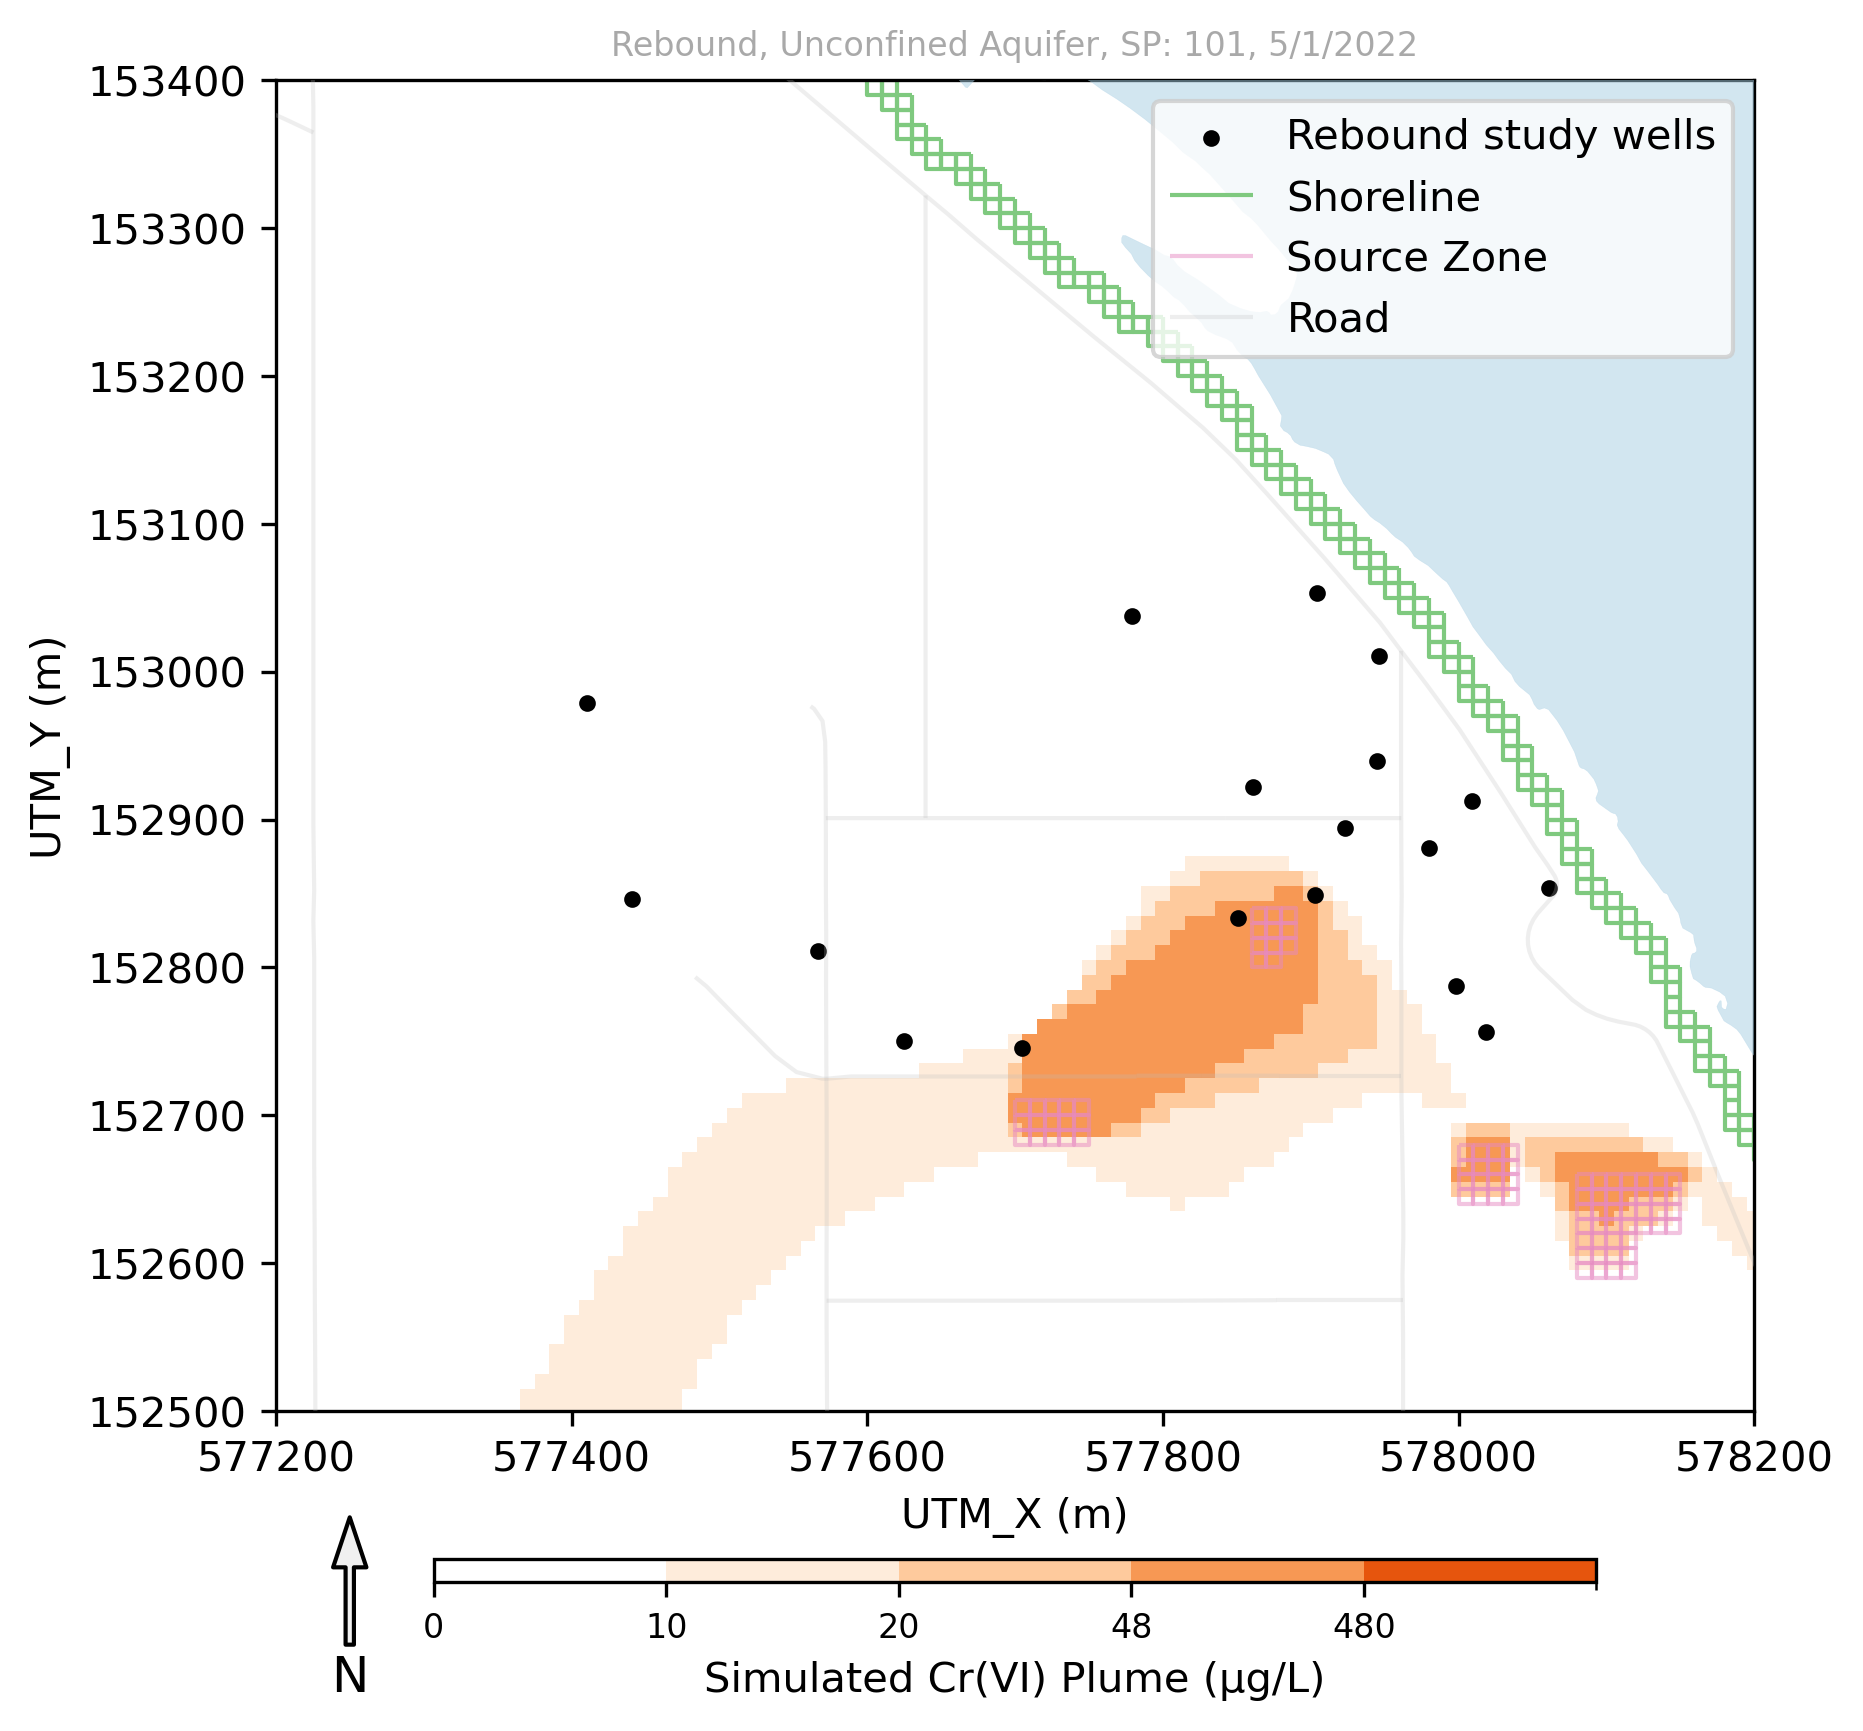 Rebound, Unconfined Aquifer, SP: 101, 5/1/2022
153400
153300
153200
153100
153000
152900
152800
152700
152600
152500
UTM_Y (m)
Rebound study wells
Shoreline
Source Zone
Road
577200 577400 577600 577800 578000 578200
UTM_X (m)
N
0 10 20 48 480
Simulated Cr(VI) Plume (µg/L)